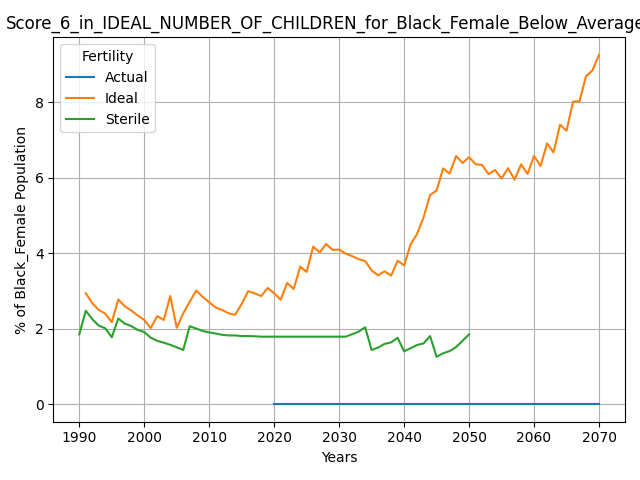 Score_6_in_IDEAL_NUMBER_OF_CHILDREN_for_Black_Female_Below_Average
Fertility
Actual
Ideal
Sterile
% of Black_Female Population
8
6
4
2
0
1990 2000 2010 2020 2030 2040 2050 2060 2070
Years